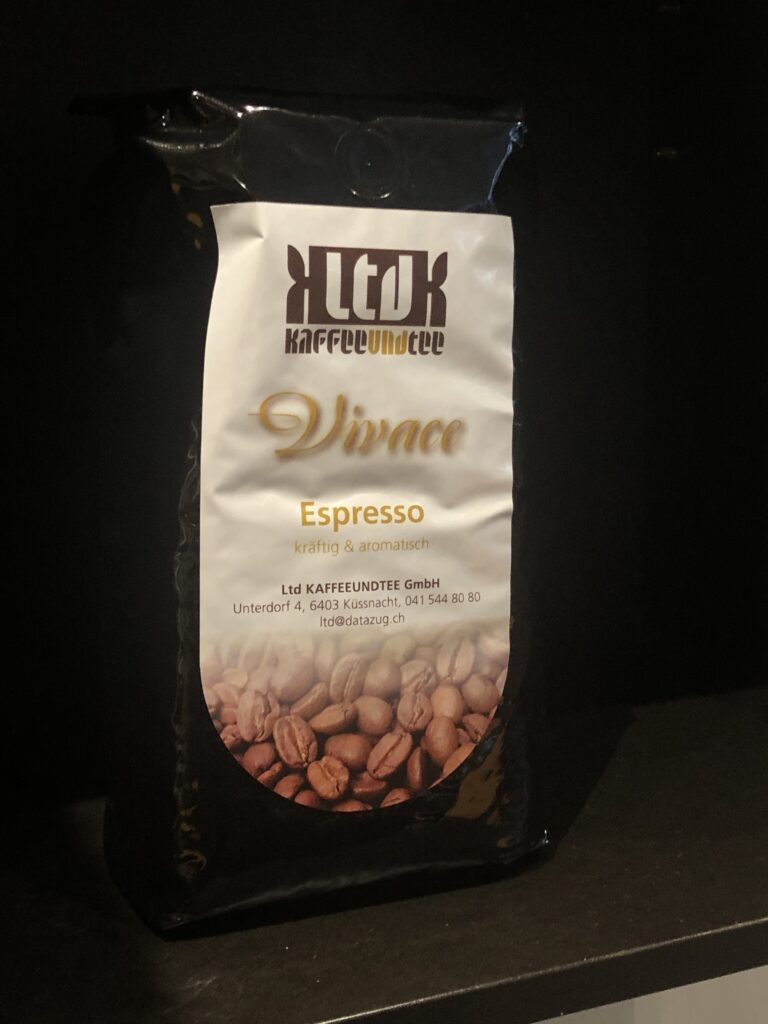 Ltd
KAFFEEUNDTEE
Vivace
Espresso
kräftig & aromatisch
Ltd KAFFEEUNDTEE GmbH
Unterdorf 4, 6403 Küssnacht, 041 544 80 80
ltd@datazug.ch